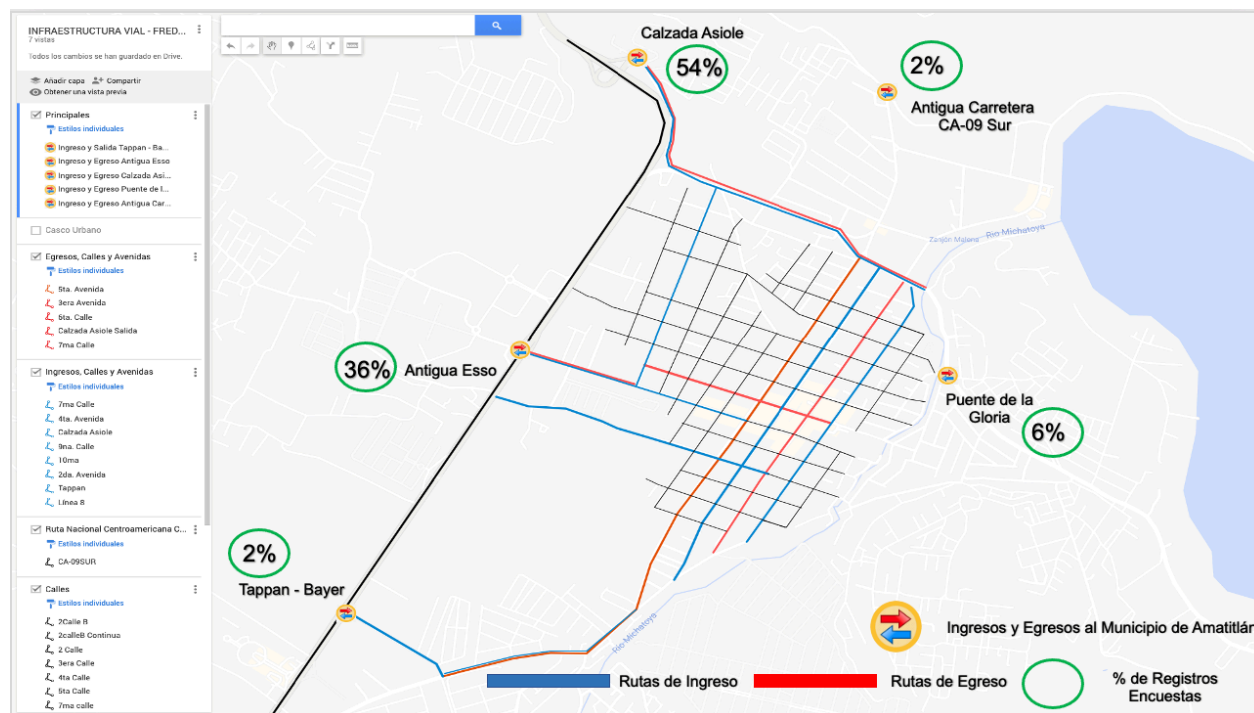 INFRAESTRUCTURA VIAL - FRED...
7 vistas
Todos los cambios se han guardado en Drive.
Añadir capa
Compartir
Obtener una vista previa
Principales
Estilos individuales
Ingreso y Salida Tappan - Ba...
Ingreso y Egreso Antigua Esso
Ingreso y Egreso Calzada Asi...
Ingreso y Egreso Puente de l...
Ingreso y Egreso Antigua Car...
Casco Urbano
Egresos, Calles y Avenidas
Estilos individuales
5ta. Avenida
3era Avenida
6ta. Calle
Calzada Asiole Salida
7ma Calle
Ingresos, Calles y Avenidas
Estilos individuales
7ma Calle
4ta. Avenida
Calzada Asiole
9na. Calle
10ma
2da. Avenida
Tappan
Línea 8
Ruta Nacional Centroamericana C...
Estilos individuales
CA-09SUR
Calles
Estilos individuales
2Calle B
2calleB Continua
2 Calle
3era Calle
4ta Calle
5ta Calle
7ma calle
Calzada Asiole
54%
2%
Antigua Carretera
CA-09 Sur
Zanjón Malena
Río Michatoya
36%
Antigua Esso
Puente de la
Gloria
6%
2%
Tappan - Bayer
Río Michatoya
Ingresos y Egresos al Municipio de Amatitlán
Rutas de Ingreso
Rutas de Egreso
% de Registros
Encuestas